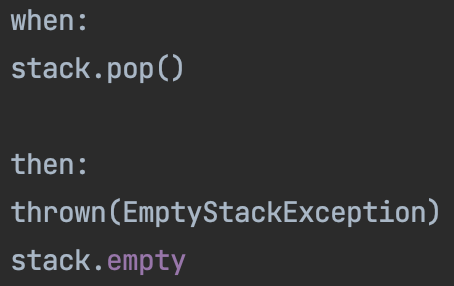 when:
stack.pop()
then:
thrown(EmptyStackException)
stack.empty